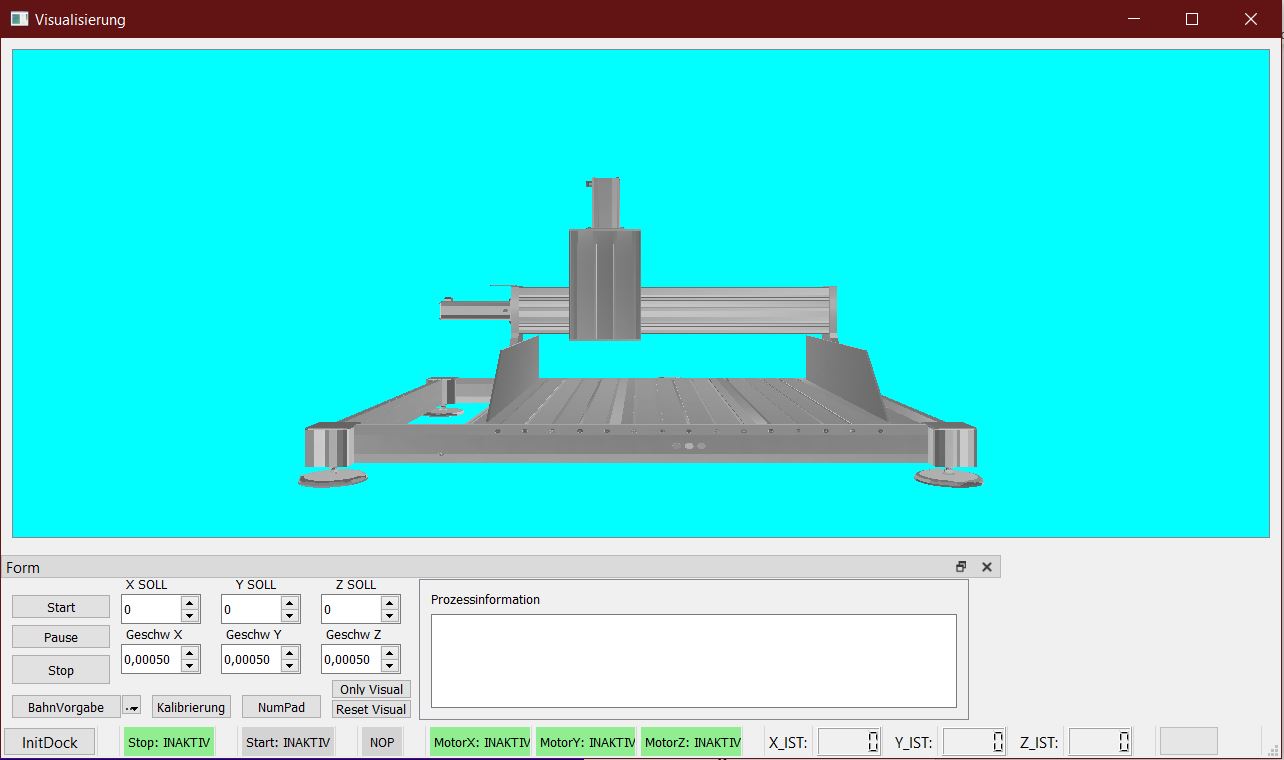 Visualisierung
Form
X SOLL Y SOLL Z SOLL
Start 0 0 0
Prozessinformation
Pause Geschw X Geschw Y Geschw Z
Stop 0,00050 0,00050 0,00050
Only Visual
BahnVorgabe Kalibrierung NumPad Reset Visual
InitDock Stop: INAKTIV Start: INAKTIV NOP MotorX: INAKTIV MotorY: INAKTIV MotorZ: INAKTIV X_IST: 0 Y_IST: 0 Z_IST: 0